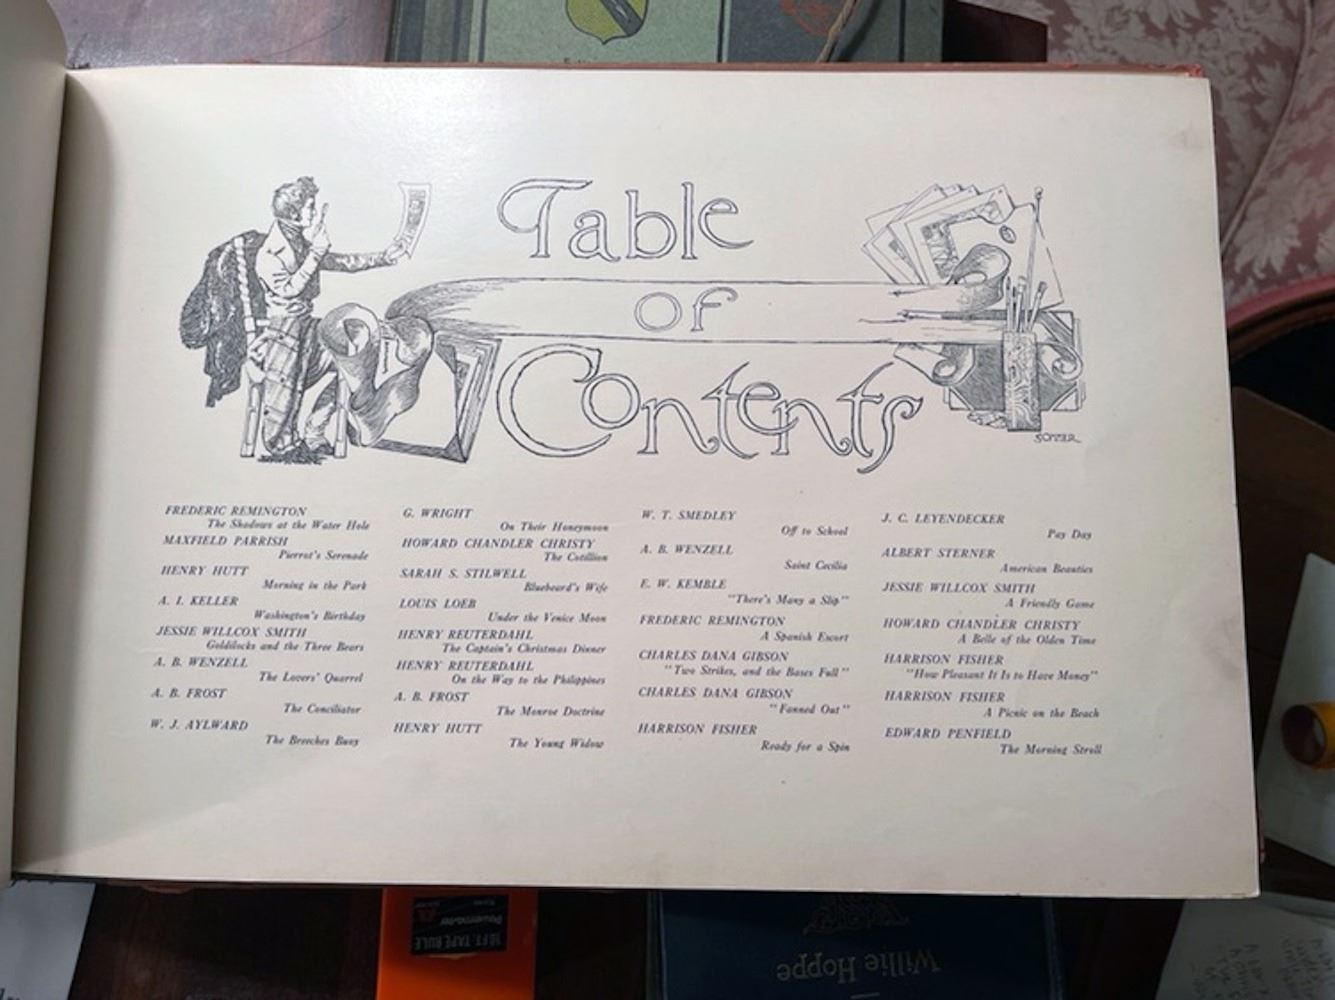 Table
of
Contents
SOTER
FREDERIC REMINGTON
The Shadows at the Water Hole
MAXFIELD PARRISH
Pierrot's Serenade
HENRY HUTT
Morning in the Park
A. I. KELLER
Washington's Birthday
JESSIE WILLCOX SMITH
Goldilocks and the Three Bears
A. B. WENZELL
The Lovers' Quarrel
A. B. FROST
The Conciliator
W. J. AYLWARD
The Breeches Buoy
G. WRIGHT
On Their Honeymoon
HOWARD CHANDLER CHRISTY
The Cotillion
SARAH S. STILWELL
Bluebeard's Wife
LOUIS LOEB
Under the Venice Moon
HENRY REUTERDAHL
The Captain's Christmas Dinner
HENRY REUTERDAHL
On the Way to the Philippines
A. B. FROST
The Monroe Doctrine
HENRY HUTT
The Young Widow
W. T. SMEDLEY
Off to School
A. B. WENZELL
Saint Cecilia
E. W. KEMBLE
"There's Many a Slip"
FREDERIC REMINGTON
A Spanish Escort
CHARLES DANA GIBSON
"Two Strikes, and the Bases Full"
CHARLES DANA GIBSON
"Fanned Out"
HARRISON FISHER
Ready for a Spin
J. C. LEYENDECKER
Pay Day
ALBERT STERNER
American Beauties
JESSIE WILLCOX SMITH
A Friendly Game
HOWARD CHANDLER CHRISTY
A Belle of the Olden Time
HARRISON FISHER
"How Pleasant It Is to Have Money"
HARRISON FISHER
A Picnic on the Beach
EDWARD PENFIELD
The Morning Stroll
Powermaster
10 FT. TAPE RULE
Willie Hoppe